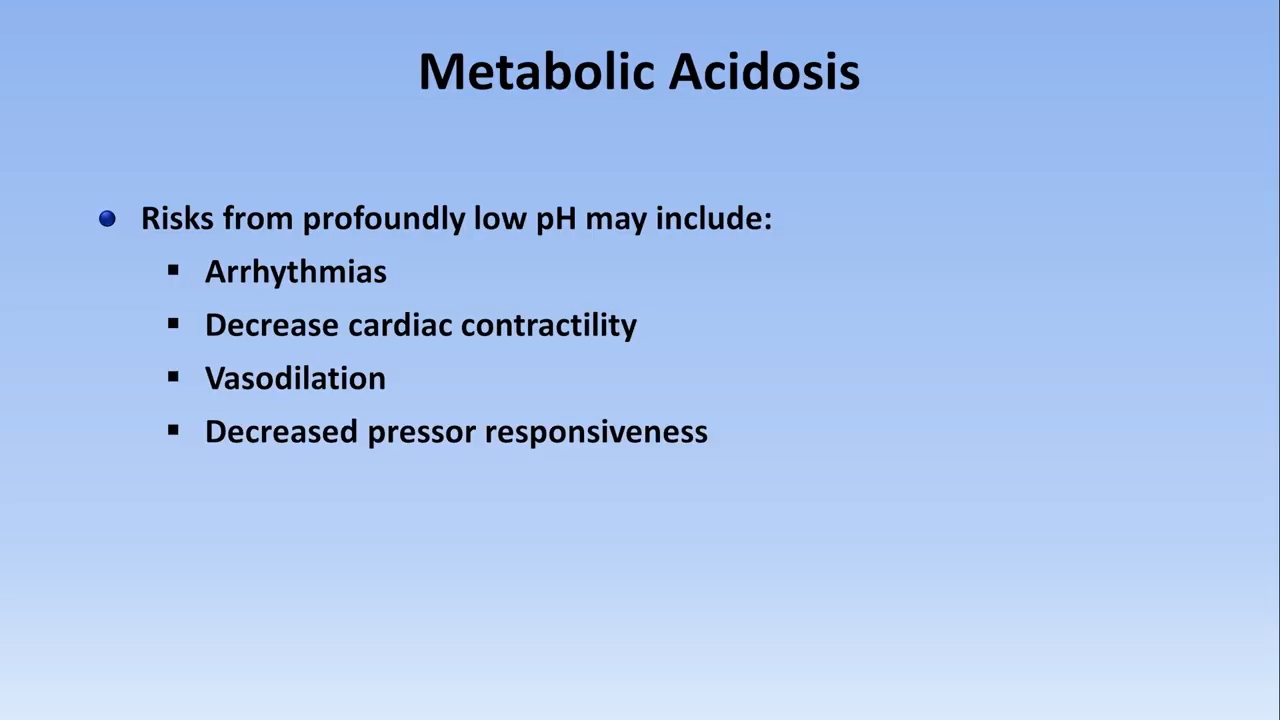 Metabolic Acidosis
Risks from profoundly low pH may include:
Arrhythmias
Decrease cardiac contractility
Vasodilation
Decreased pressor responsiveness